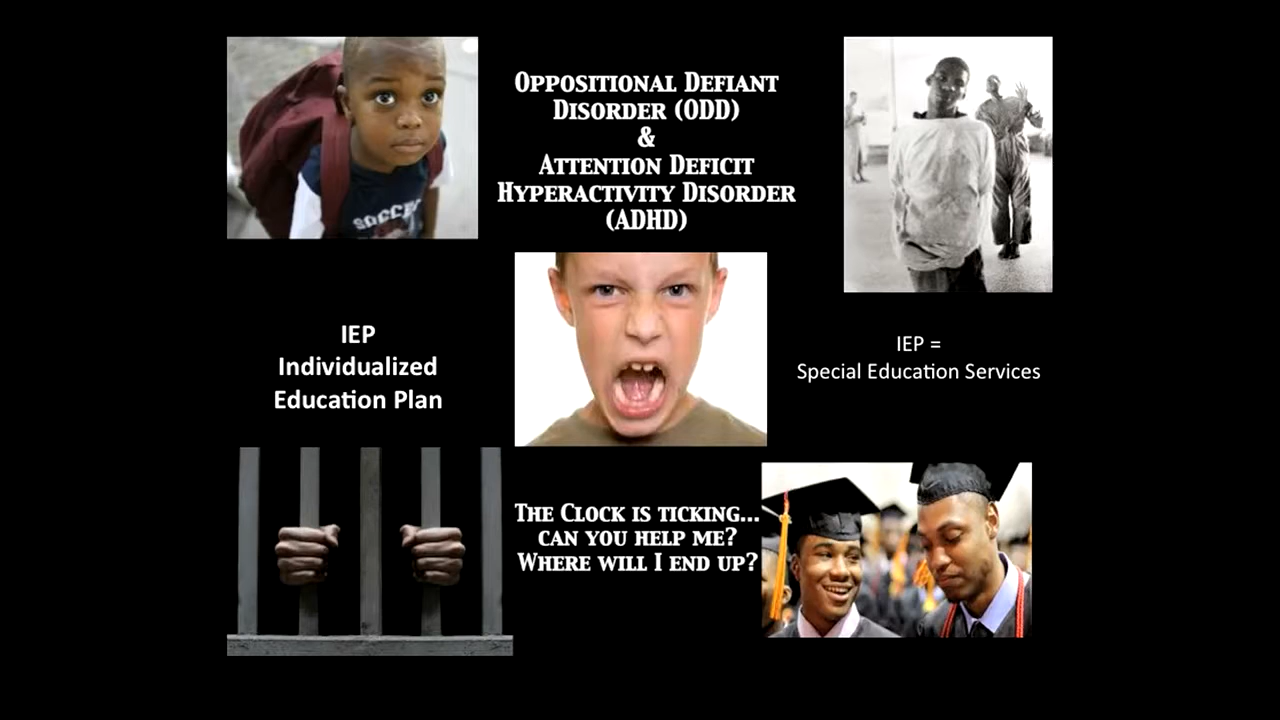 OPPOSITIONAL DEFIANT
DISORDER (ODD)
&
ATTENTION DEFICIT
HYPERACTIVITY DISORDER
(ADHD)
SOCCER
IEP
Individualized
Education Plan
IEP =
Special Education Services
THE CLOCK IS TICKING...
CAN YOU HELP ME?
WHERE WILL I END UP?